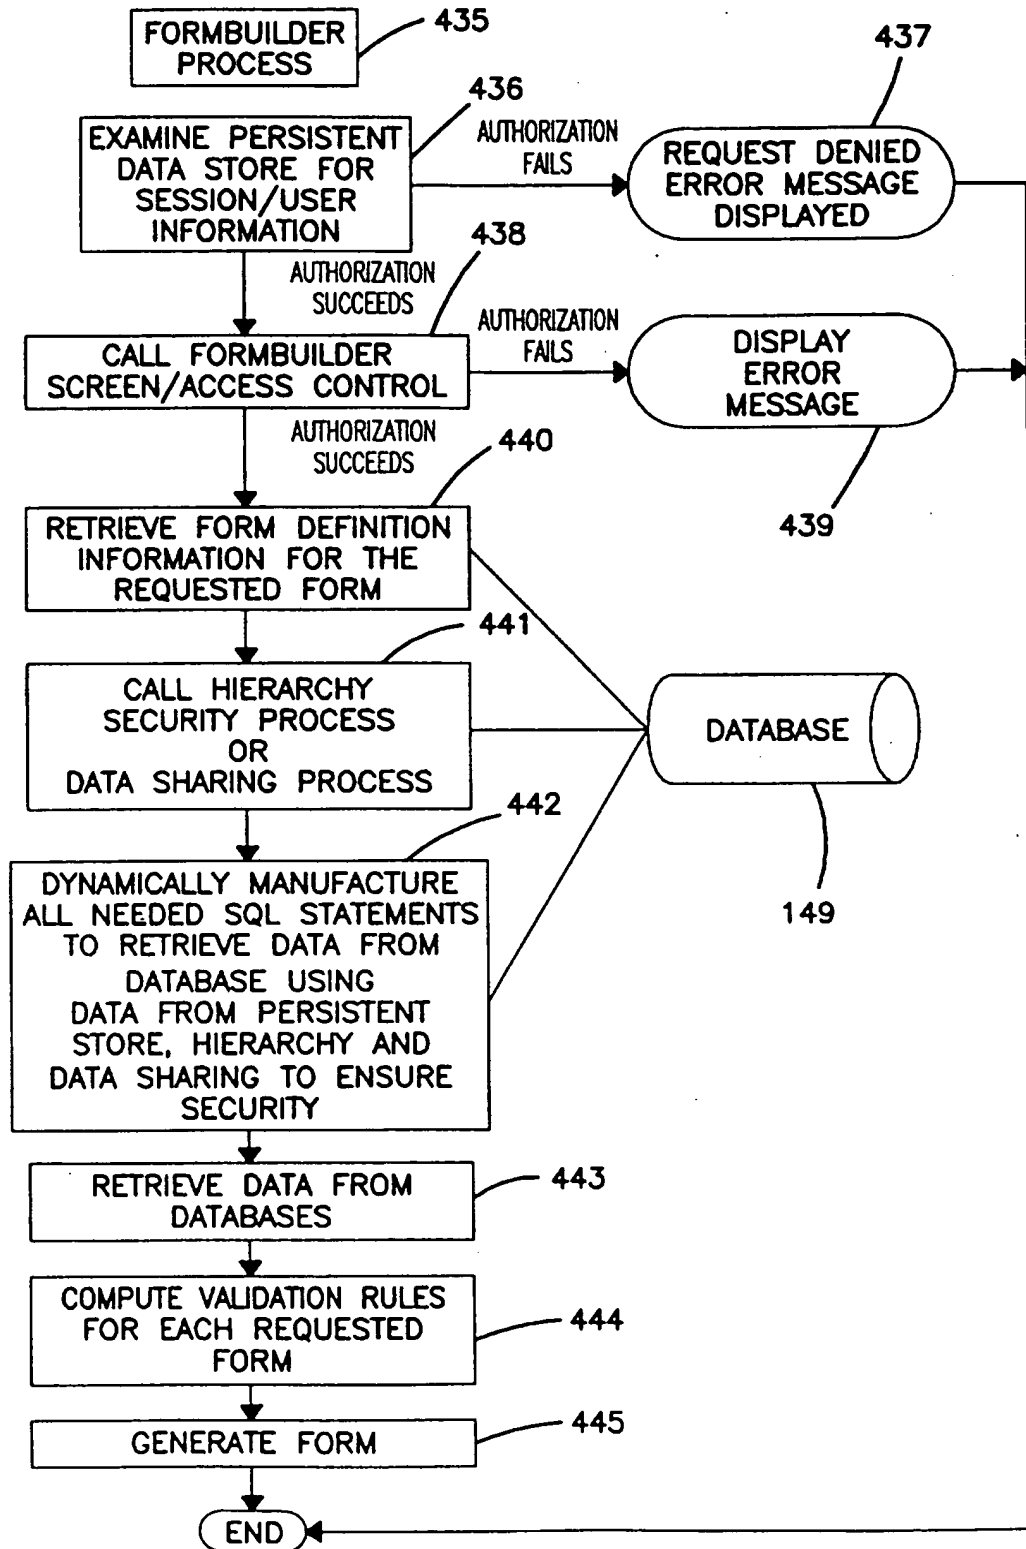 FORMBUILDER
PROCESS
435
436
EXAMINE PERSISTENT
DATA STORE FOR
SESSION/USER
INFORMATION
AUTHORIZATION
FAILS
437
REQUEST DENIED
ERROR MESSAGE
DISPLAYED
AUTHORIZATION
SUCCEEDS
438
CALL FORMBUILDER
SCREEN/ACCESS CONTROL
AUTHORIZATION
FAILS
DISPLAY
ERROR
MESSAGE
439
AUTHORIZATION
SUCCEEDS
440
RETRIEVE FORM DEFINITION
INFORMATION FOR THE
REQUESTED FORM
441
CALL HIERARCHY
SECURITY PROCESS
OR
DATA SHARING PROCESS
DATABASE
149
442
DYNAMICALLY MANUFACTURE
ALL NEEDED SQL STATEMENTS
TO RETRIEVE DATA FROM
DATABASE USING
DATA FROM PERSISTENT
STORE, HIERARCHY AND
DATA SHARING TO ENSURE
SECURITY
RETRIEVE DATA FROM
DATABASES
443
COMPUTE VALIDATION RULES
FOR EACH REQUESTED
FORM
444
GENERATE FORM
445
END